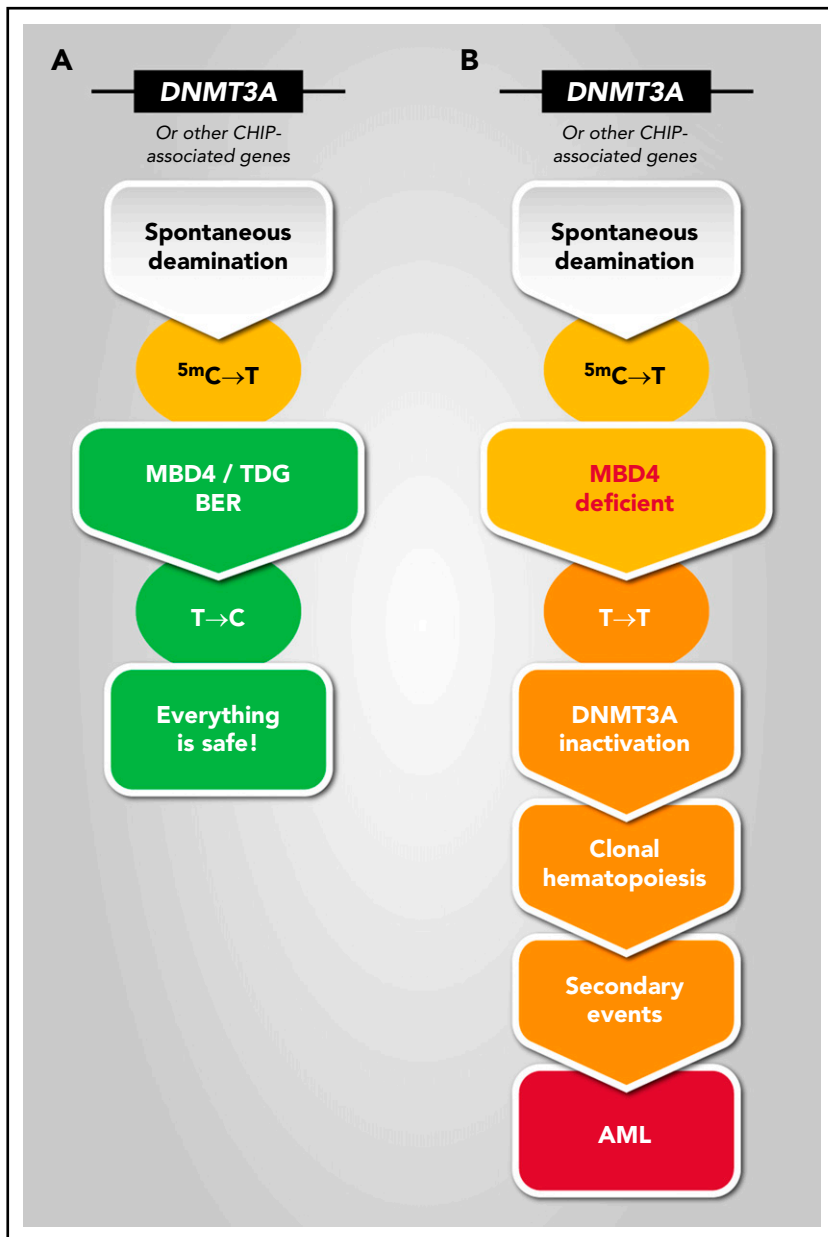 A
DNMT3A
Or other CHIP-
associated genes
Spontaneous
deamination
5mC→T
MBD4 / TDG
BER
T→C
Everything
is safe!
B
DNMT3A
Or other CHIP-
associated genes
Spontaneous
deamination
5mC→T
MBD4
deficient
T→T
DNMT3A
inactivation
Clonal
hematopoiesis
Secondary
events
AML